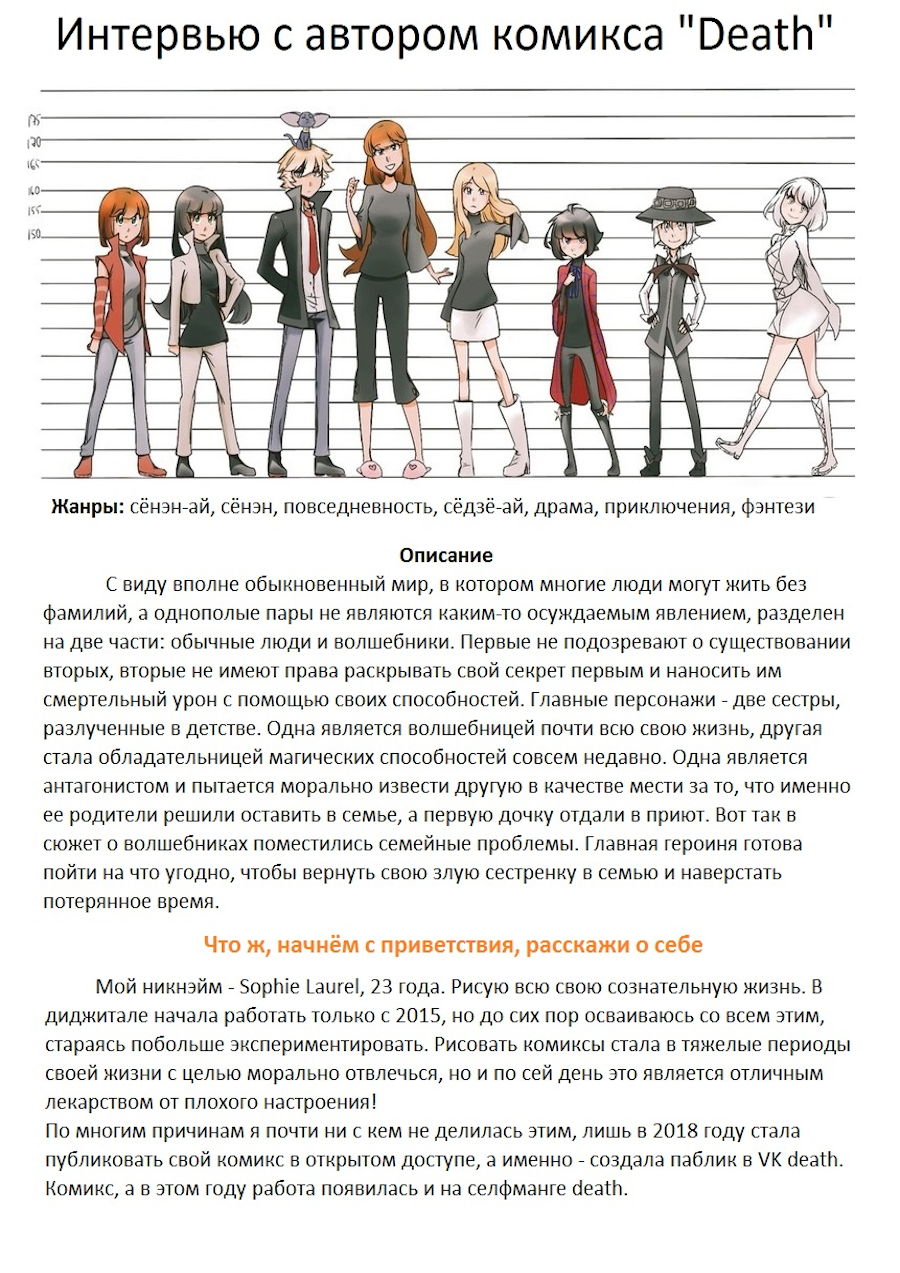 Интервью с автором комикса "Death"
175
170
165
160
155
150
Жанры: сёнэн-ай, сёнэн, повседневность, сёдзё-ай, драма, приключения, фэнтези
Описание
С виду вполне обыкновенный мир, в котором многие люди могут жить без
фамилий, а однополые пары не являются каким-то осуждаемым явлением, разделен
на две части: обычные люди и волшебники. Первые не подозревают о существовании
вторых, вторые не имеют права раскрывать свой секрет первым и наносить им
смертельный урон с помощью своих способностей. Главные персонажи - две сестры,
разлученные в детстве. Одна является волшебницей почти всю свою жизнь, другая
стала обладательницей магических способностей совсем недавно. Одна является
антагонистом и пытается морально извести другую в качестве мести за то, что именно
ее родители решили оставить в семье, а первую дочку отдали в приют. Вот так в
сюжет о волшебниках поместились семейные проблемы. Главная героиня готова
пойти на что угодно, чтобы вернуть свою злую сестренку в семью и наверстать
потерянное время.
Что ж, начнём с приветствия, расскажи о себе
Мой никнэйм - Sophie Laurel, 23 года. Рисую всю свою сознательную жизнь. В
диджитале начала работать только с 2015, но до сих пор осваиваюсь со всем этим,
стараясь побольше экспериментировать. Рисовать комиксы стала в тяжелые периоды
своей жизни с целью морально отвлечься, но и по сей день это является отличным
лекарством от плохого настроения!
По многим причинам я почти ни с кем не делилась этим, лишь в 2018 году стала
публиковать свой комикс в открытом доступе, а именно - создала паблик в VK death.
Комикс, а в этом году работа появилась и на селфманге death.